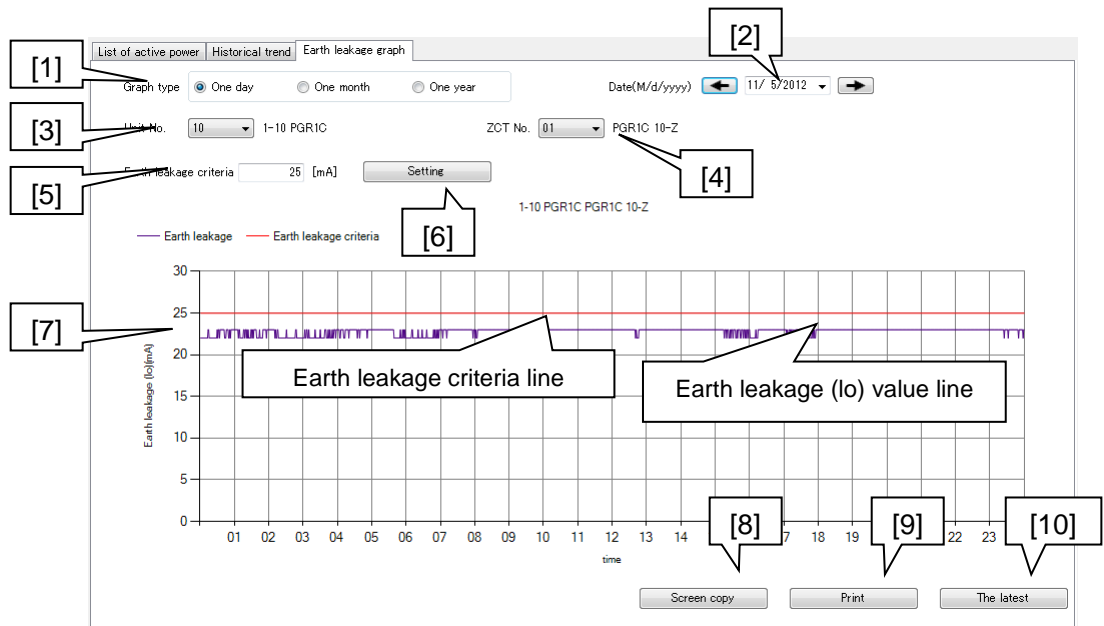 [2]
List of active power Historical trend Earth leakage graph
[1]
Graph type One day One month One year Date(M/d/yyyy) 11/ 5/2012
[3]
Unit No. 10 1-10 PGR1C ZCT No. 01 PGR1C 10-Z
[5]
Earth leakage criteria 25 [mA] Setting
[4]
[6]
1-10 PGR1C PGR1C 10-Z
Earth leakage Earth leakage criteria
[7]
30
25
20
15
10
5
0
Earth leakage (Io)(mA)
Earth leakage criteria line
Earth leakage (Io) value line
[8] [9] [10]
01 02 03 04 05 06 07 08 09 10 11 12 13 14 7 18 19 22 23
time
Screen copy Print The latest